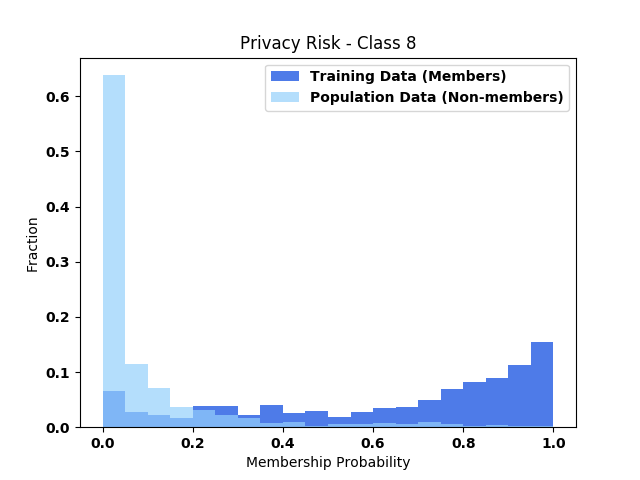 Privacy Risk - Class 8
Training Data (Members)
Population Data (Non-members)
Fraction
0.6
0.5
0.4
0.3
0.2
0.1
0.0
0.0 0.2 0.4 0.6 0.8 1.0
Membership Probability